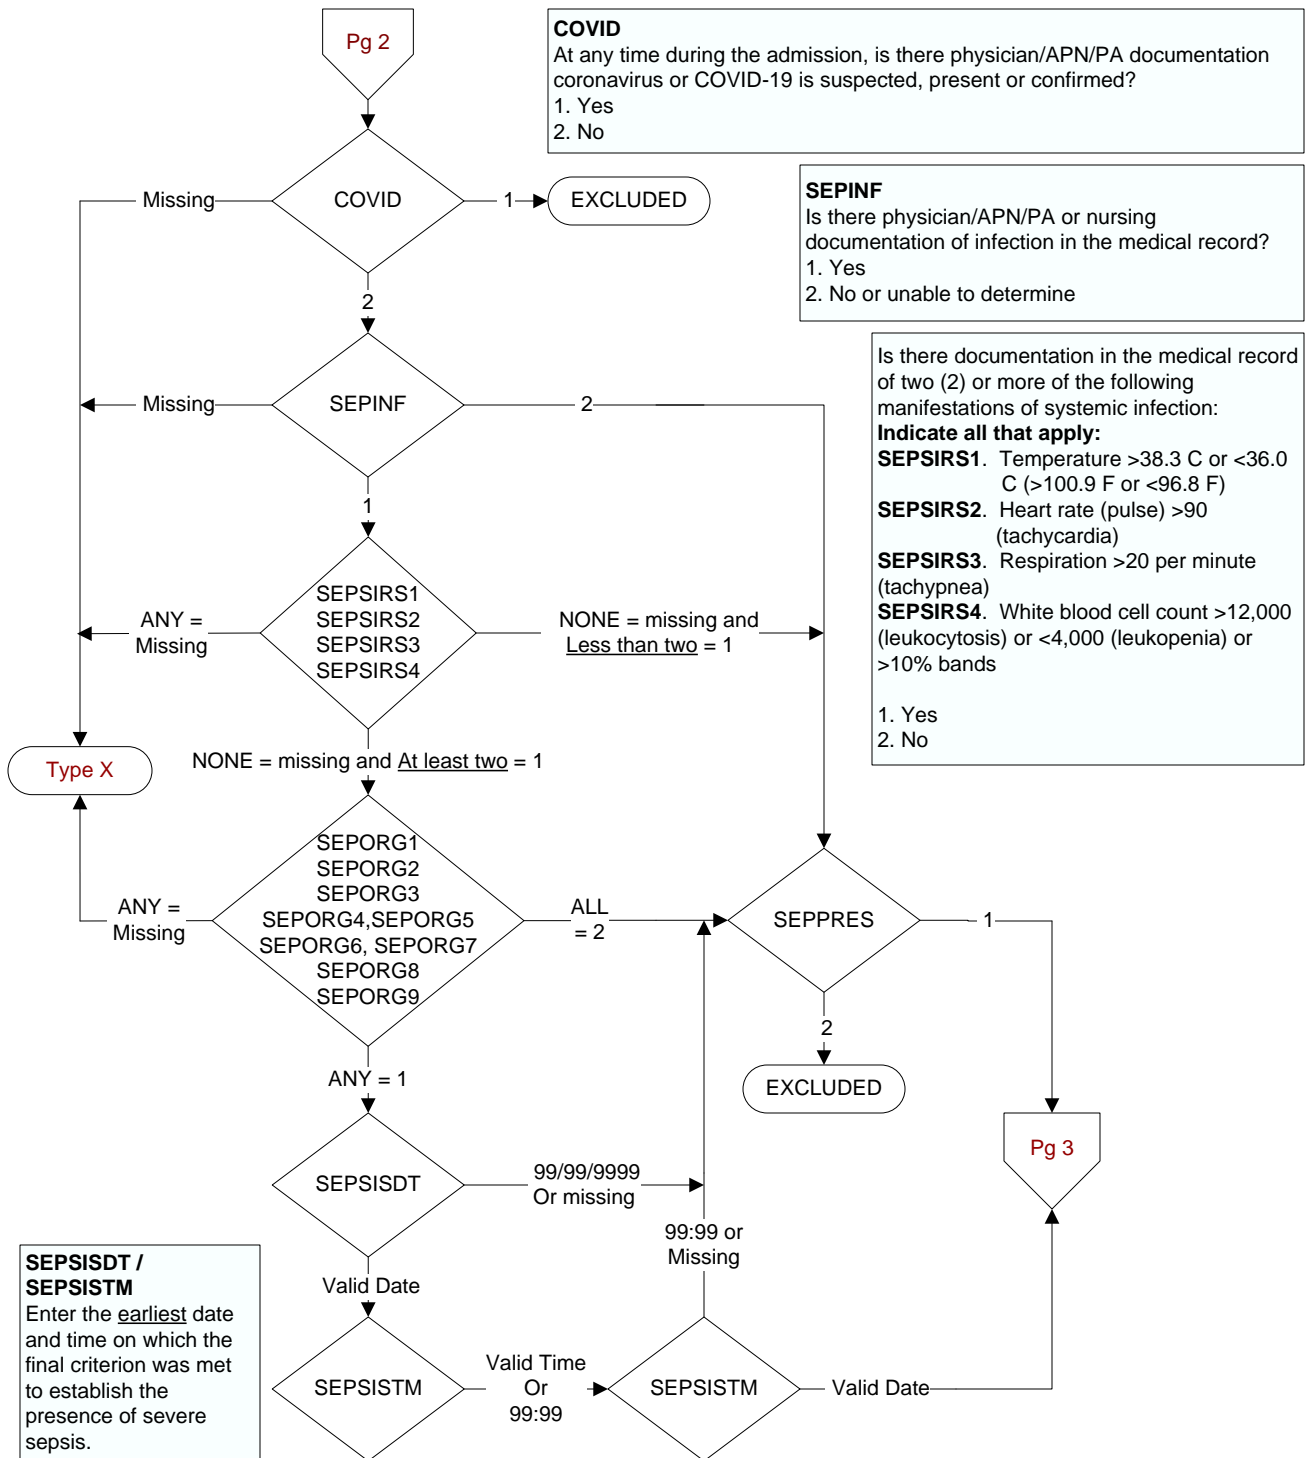 Pg 2
COVID
At any time during the admission, is there physician/APN/PA documentation
coronavirus or COVID-19 is suspected, present or confirmed?
1. Yes
2. No
Missing
COVID
1
EXCLUDED
SEPINF
Is there physician/APN/PA or nursing
documentation of infection in the medical record?
1. Yes
2. No or unable to determine
2
Missing
SEPINF
2
Is there documentation in the medical record
of two (2) or more of the following
manifestations of systemic infection:
Indicate all that apply:
SEPSIRS1. Temperature >38.3 C or <36.0
C (>100.9 F or <96.8 F)
SEPSIRS2. Heart rate (pulse) >90
(tachycardia)
SEPSIRS3. Respiration >20 per minute
(tachypnea)
SEPSIRS4. White blood cell count >12,000
(leukocytosis) or <4,000 (leukopenia) or
>10% bands
1. Yes
2. No
1
ANY =
Missing
SEPSIRS1
SEPSIRS2
SEPSIRS3
SEPSIRS4
NONE = missing and
Less than two = 1
Type X
NONE = missing and At least two = 1
ANY =
Missing
SEPORG1
SEPORG2
SEPORG3
SEPORG4,SEPORG5
SEPORG6, SEPORG7
SEPORG8
SEPORG9
ALL
= 2
SEPPRES
1
2
EXCLUDED
ANY = 1
Pg 3
SEPSISDT
99/99/9999
Or missing
99:99 or
Missing
Valid Date
SEPSISDT /
SEPSISTM
Enter the earliest date
and time on which the
final criterion was met
to establish the
presence of severe
sepsis.
SEPSISTM
Valid Time
Or
99:99
SEPSISTM
Valid Date